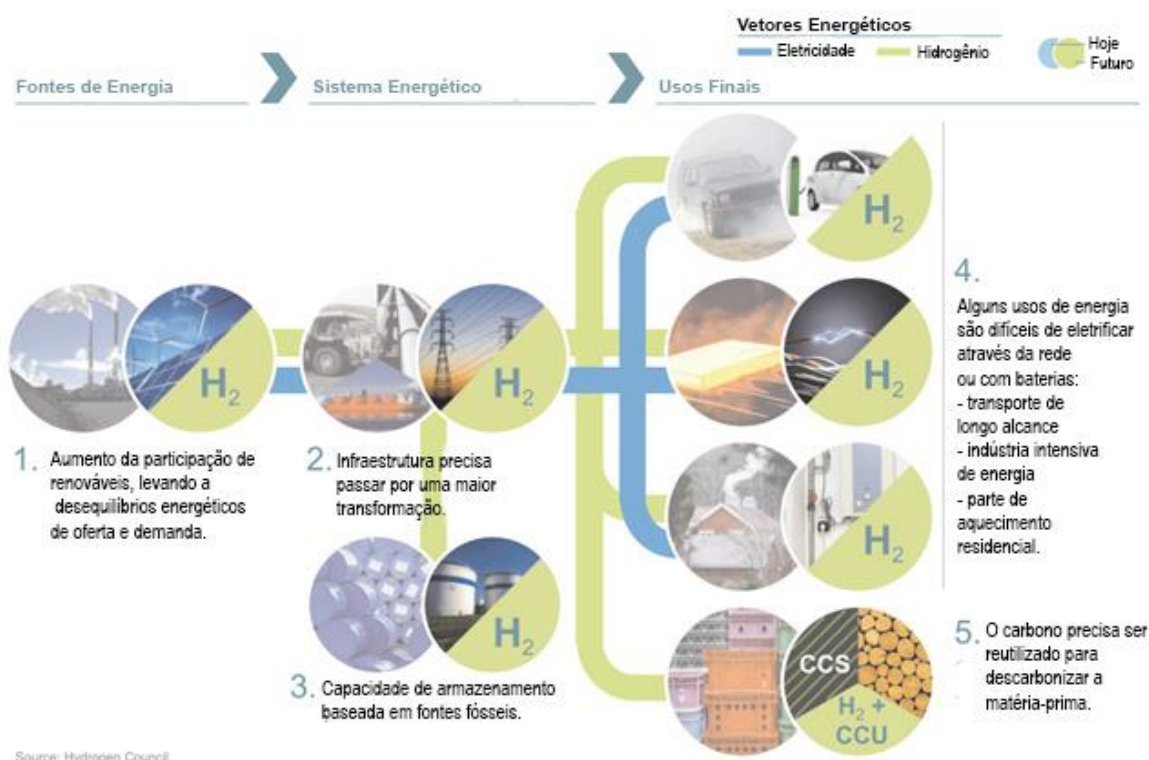 Vetores Energéticos
Eletricidade
Hidrogênio
Hoje
Futuro
Fontes de Energia
Sistema Energético
Usos Finais
H2
H2
H2
H2
H2
H2
1. Aumento da participação de
renováveis, levando a
desequilíbrios energéticos
de oferta e demanda.
2. Infraestrutura precisa
passar por uma maior
transformação.
3. Capacidade de armazenamento
baseada em fontes fósseis.
4.
Alguns usos de energia
são difíceis de eletrificar
através da rede
ou com baterias:
- transporte de
longo alcance
- indústria intensiva
de energia
- parte de
aquecimento
residencial.
CCS
H2 +
CCU
5. O carbono precisa ser
reutilizado para
descarbonizar a
matéria-prima.
Source: Hydrogen Council